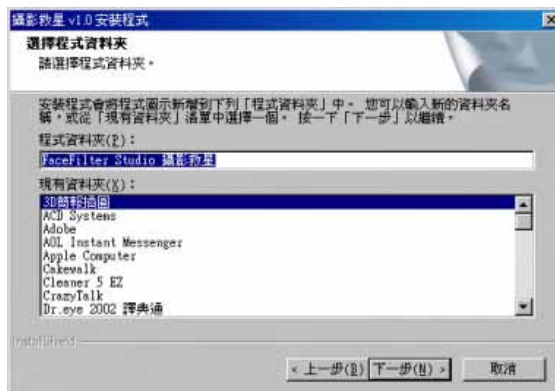 攝影救星 v1.0 安裝程式
選擇程式資料夾
請選擇程式資料夾。
安裝程式會將程式圖示新增到下列「程式資料夾」中。 您可以輸入新的資料夾名
稱，或從「現有資料夾」清單中選擇一個。 按一下「下一步」以繼續。
程式資料夾(P)：
FaceFilter Studio 攝影救星
現有資料夾(X)：
3D簡報插圖
ACD Systems
Adobe
AOL Instant Messenger
Apple Computer
Cakewalk
Cleaner 5 EZ
CrazyTalk
Dr.eye 2002 譯典通
InstallShield
< 上一步(B) 下一步(N) > 取消